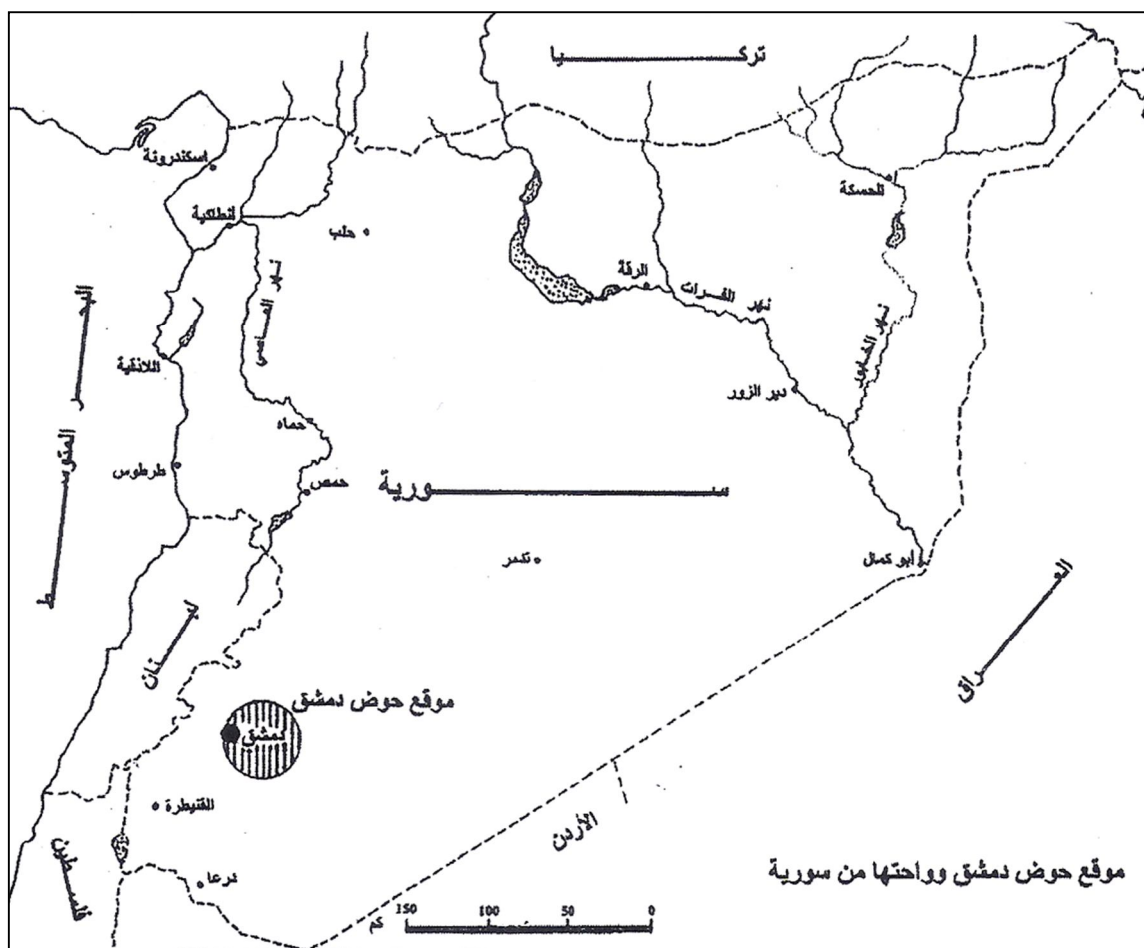 تركيا
اسكندرونة
انطاكية
حلب
الحسكة
نهر العاصي
الرقة
نهر الفرات
نهر الخابور
البحر المتوسط
اللاذقية
دير الزور
حماه
طرطوس
حمص
سورية
تدمر
أبو كمال
العراق
لبنان
موقع حوض دمشق
دمشق
القنيطرة
الأردن
فلسطين
درعا
موقع حوض دمشق وواحتها من سورية
150 100 50 0
كم